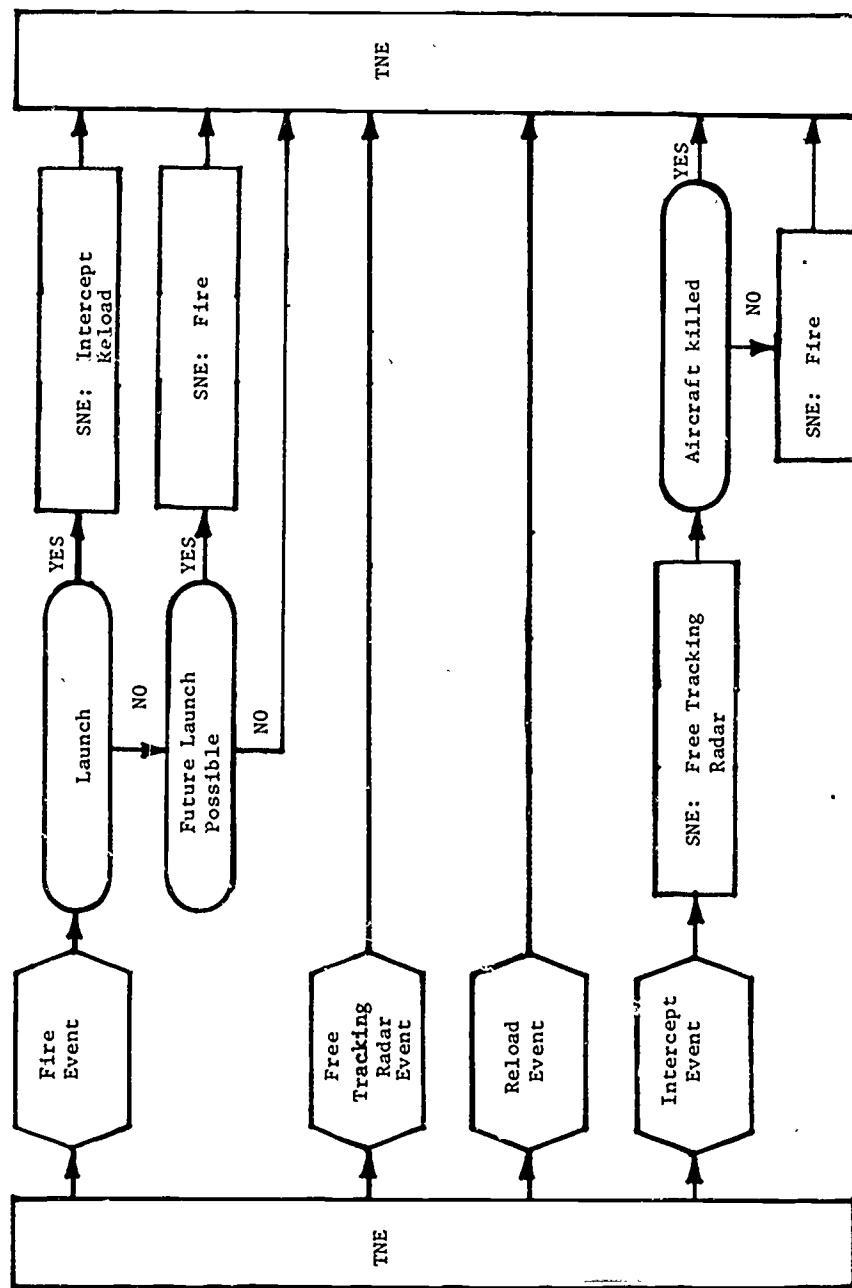 TNE
Fire
Event
Launch
YES
SNE: Intercept
Reload
NO
Future Launch
Possible
YES
SNE: Fire
NO
Free
Tracking
Radar
Event
Reload
Event
Intercept
Event
SNE: Free Tracking
Radar
Aircraft killed
YES
NO
SNE: Fire
TNE